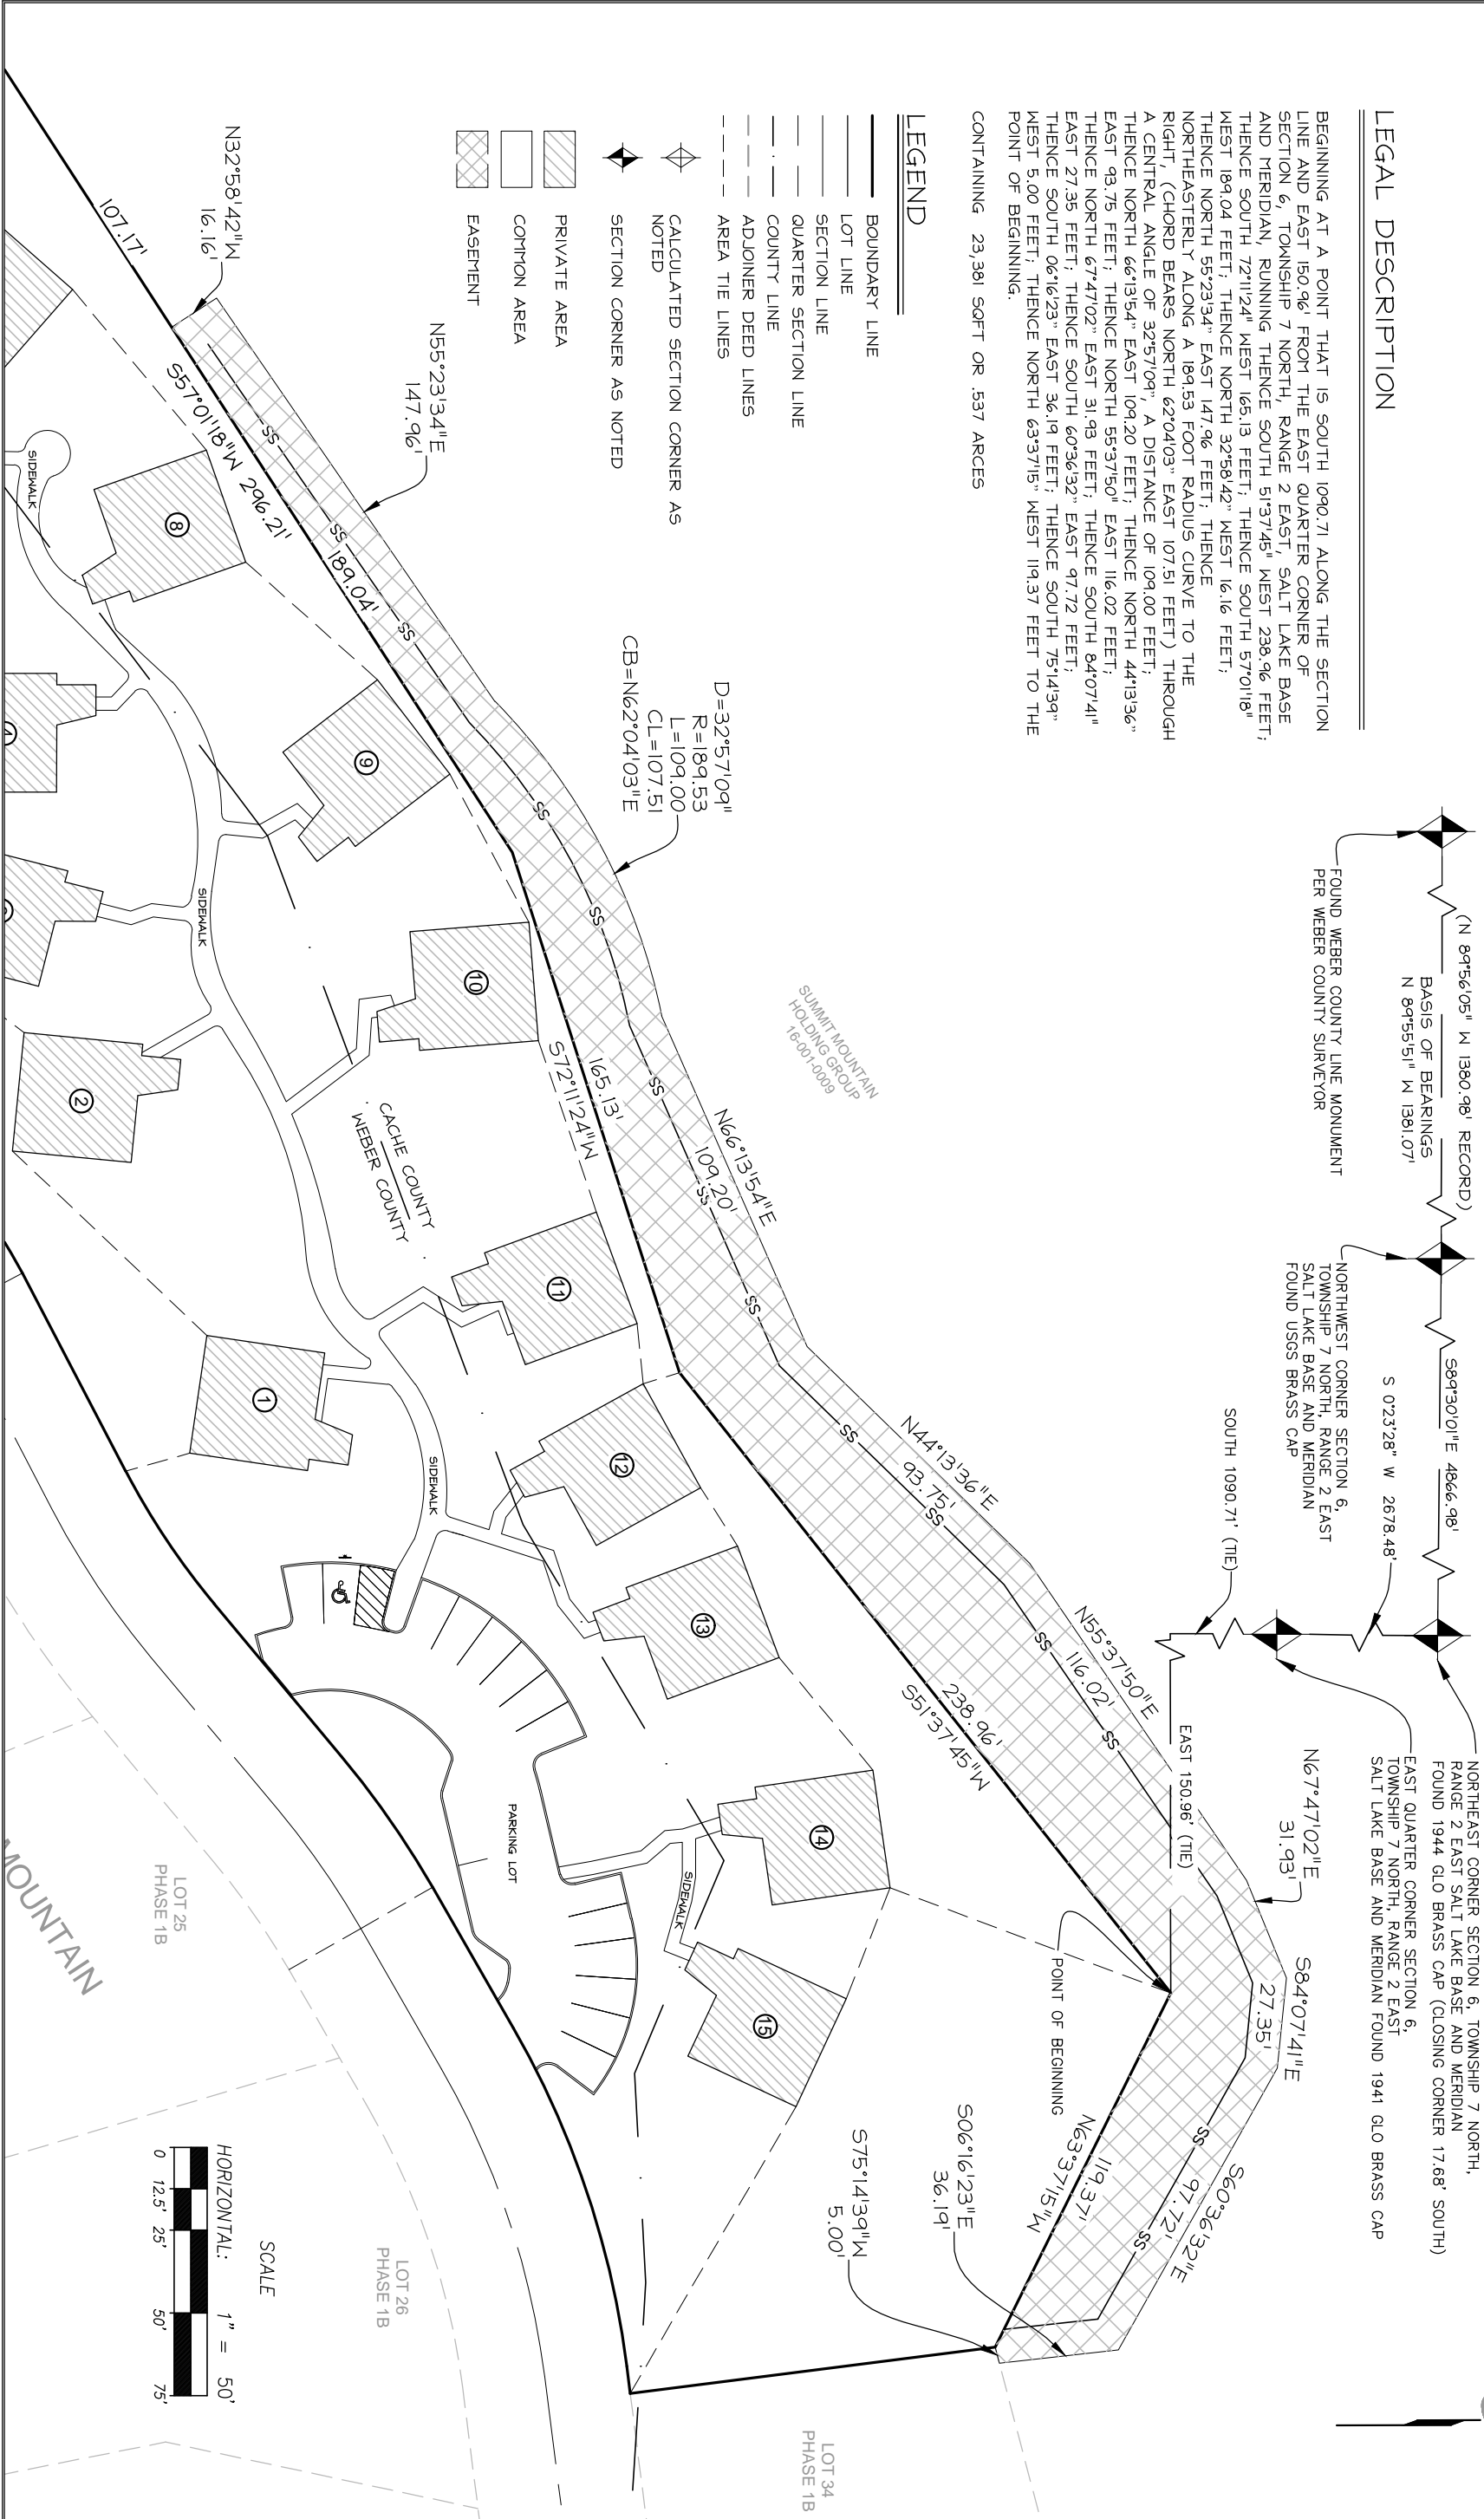 LEGAL DESCRIPTION
BEGINNING AT A POINT THAT IS SOUTH 1090.71 ALONG THE SECTION
LINE AND EAST 150.96' FROM THE EAST QUARTER CORNER OF
SECTION 6, TOWNSHIP 7 NORTH, RANGE 2 EAST, SALT LAKE BASE
AND MERIDIAN, RUNNING THENCE SOUTH 51°37'45" WEST 238.96 FEET;
THENCE SOUTH 72°11'24" WEST 165.13 FEET; THENCE SOUTH 57°01'18"
WEST 189.04 FEET; THENCE NORTH 32°58'42" WEST 16.16 FEET;
THENCE NORTH 55°23'34" EAST 147.96 FEET; THENCE
NORTHEASTERLY ALONG A 189.53 FOOT RADIUS CURVE TO THE
RIGHT, (CHORD BEARS NORTH 62°04'03" EAST 107.51 FEET) THROUGH
A CENTRAL ANGLE OF 32°57'09", A DISTANCE OF 109.00 FEET;
THENCE NORTH 66°13'54" EAST 109.20 FEET; THENCE NORTH 44°13'36"
EAST 93.75 FEET; THENCE NORTH 55°37'50" EAST 116.02 FEET;
THENCE NORTH 67°47'02" EAST 31.93 FEET; THENCE SOUTH 84°07'41"
EAST 27.35 FEET; THENCE SOUTH 60°36'32" EAST 97.72 FEET;
THENCE SOUTH 06°16'23" EAST 36.19 FEET; THENCE SOUTH 75°14'39"
WEST 5.00 FEET; THENCE NORTH 63°37'15" WEST 119.37 FEET TO THE
POINT OF BEGINNING.
CONTAINING 23,381 SQFT OR .537 ARCES
LEGEND
BOUNDARY LINE
LOT LINE
SECTION LINE
QUARTER SECTION LINE
COUNTY LINE
ADJOINER DEED LINES
AREA TIE LINES
CALCULATED SECTION CORNER AS
NOTED
SECTION CORNER AS NOTED
PRIVATE AREA
COMMON AREA
EASEMENT
(N 89°56'05" W 1380.98' RECORD)
BASIS OF BEARINGS
N 89°55'51" W 1381.07'
FOUND WEBER COUNTY LINE MONUMENT
PER WEBER COUNTY SURVEYOR
S89°30'01"E 4866.98'
NORTHWEST CORNER SECTION 6,
TOWNSHIP 7 NORTH, RANGE 2 EAST
SALT LAKE BASE AND MERIDIAN
FOUND USGS BRASS CAP
S 0°23'28" W 2678.48'
SOUTH 1090.71' (TIE)
EAST 150.96' (TIE)
NORTHEAST CORNER SECTION 6, TOWNSHIP 7 NORTH,
RANGE 2 EAST SALT LAKE BASE AND MERIDIAN
FOUND 1944 GLO BRASS CAP (CLOSING CORNER 17.68' SOUTH)
EAST QUARTER CORNER SECTION 6,
TOWNSHIP 7 NORTH, RANGE 2 EAST
SALT LAKE BASE AND MERIDIAN FOUND 1941 GLO BRASS CAP
N32°58'42"W
16.16'
107.17'
S57°01'18"W 296.21'
189.04'
N55°23'34"E
147.96'
D=32°57'09"
R=189.53
L=109.00
CL=107.51
CB=N62°04'03"E
SUMMIT MOUNTAIN
HOLDING GROUP
16-001-0009
165.13'
S72°11'24"W
N66°13'54"E
109.20'
N44°13'36"E
93.75'
N55°37'50"E
116.02'
238.96'
S51°37'45"W
N67°47'02"E
31.93'
S84°07'41"E
27.35'
S60°36'32"E
97.72'
119.37'
N63°37'15"W
S06°16'23"E
36.19'
S75°14'39"W
5.00'
POINT OF BEGINNING
SS
SS
SS
SS
SS
SS
SS
SS
SS
SS
SS
SS
SS
SS
CACHE COUNTY
WEBER COUNTY
SIDEWALK
SIDEWALK
SIDEWALK
SIDEWALK
8
9
10
11
12
13
14
15
1
2
PARKING LOT
LOT 25
PHASE 1B
LOT 26
PHASE 1B
LOT 34
PHASE 1B
MOUNTAIN
SCALE
HORIZONTAL: 1" = 50'
0 12.5' 25' 50' 75'